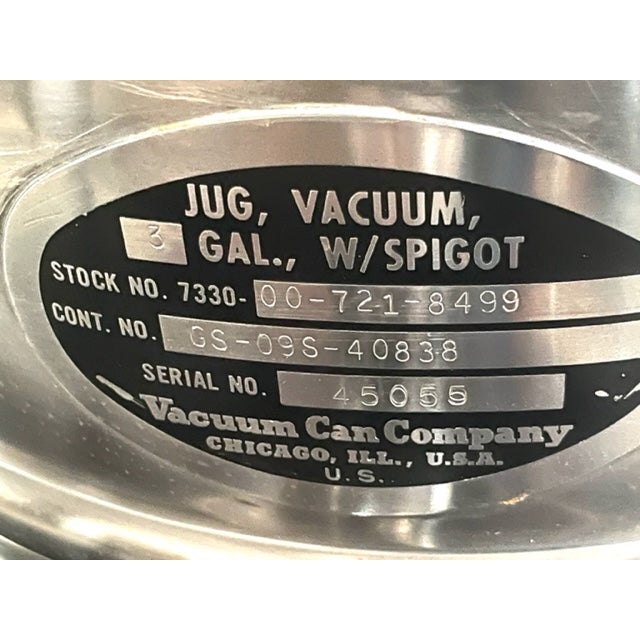 JUG, VACUUM,
3 GAL., W/SPIGOT
STOCK NO. 7330-00-721-8499
CONT. NO. GS-09S-40838
SERIAL NO. 45055
Vacuum Can Company
CHICAGO, ILL., U.S.A.
U.S.